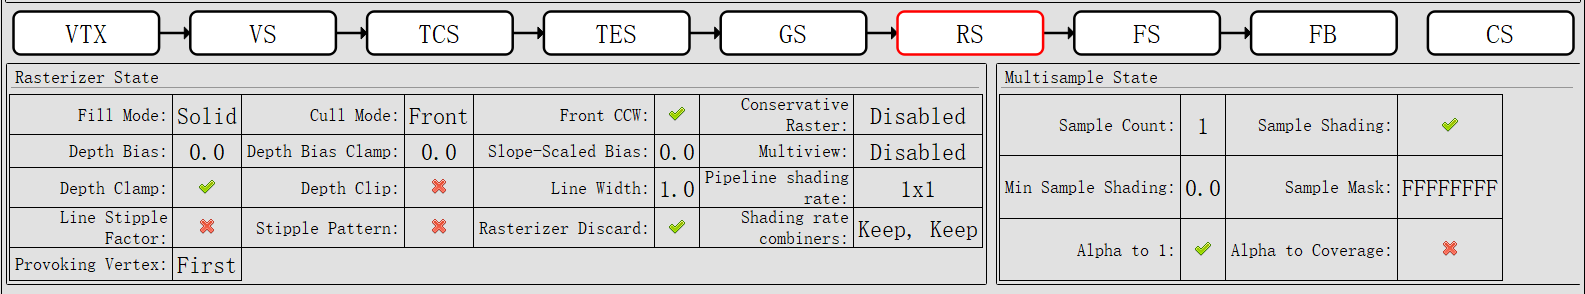 VTX VS TCS TES GS RS FS FB CS
Rasterizer State
Fill Mode: Solid Cull Mode: Front Front CCW: Conservative Raster: Disabled
Depth Bias: 0.0 Depth Bias Clamp: 0.0 Slope-Scaled Bias: 0.0 Multiview: Disabled
Depth Clamp: Depth Clip: Line Width: 1.0 Pipeline shading rate: 1x1
Line Stipple Factor: Stipple Pattern: Rasterizer Discard: Shading rate combiners: Keep, Keep
Provoking Vertex: First
Multisample State
Sample Count: 1 Sample Shading:
Min Sample Shading: 0.0 Sample Mask: FFFFFFFF
Alpha to 1: Alpha to Coverage: